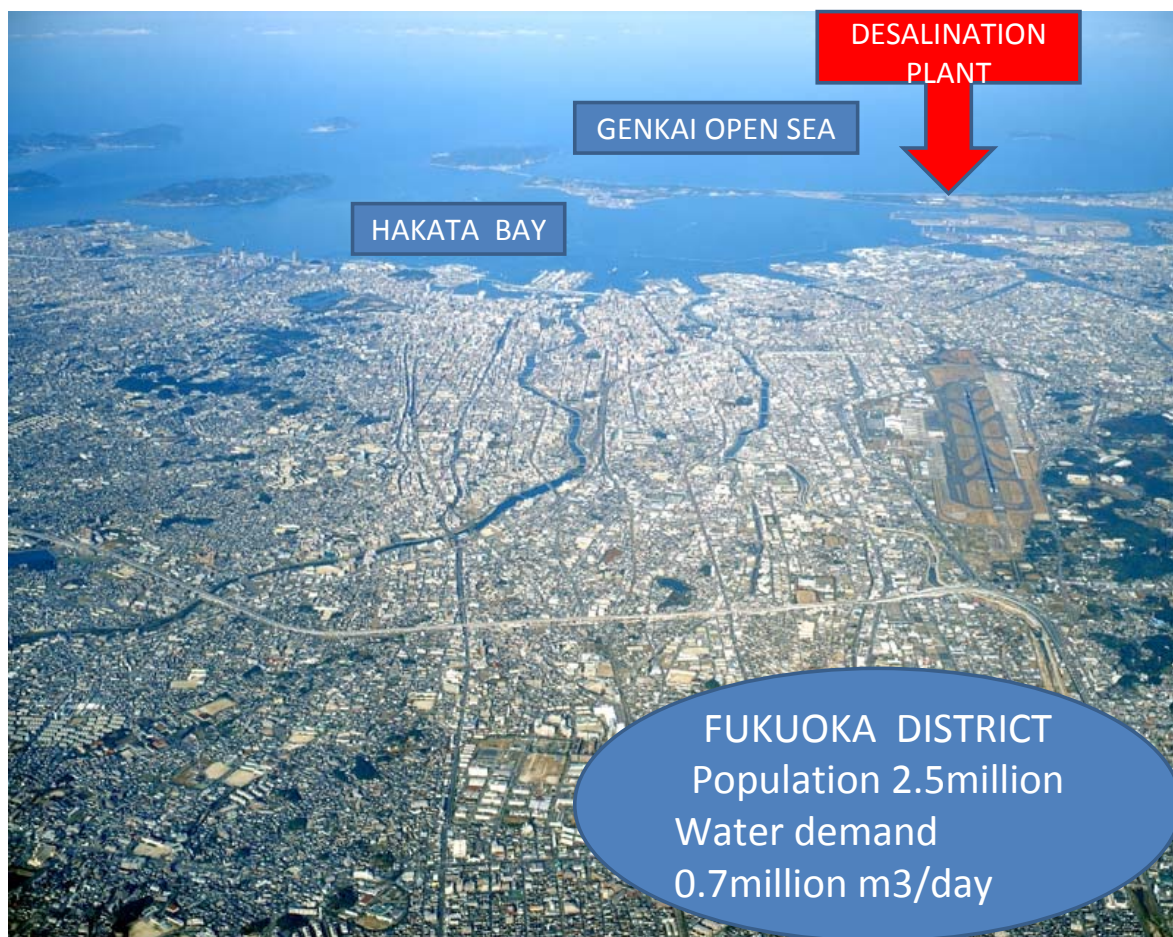 DESALINATION
PLANT
GENKAI OPEN SEA
HAKATA BAY
FUKUOKA DISTRICT
Population 2.5million
Water demand
0.7million m3/day